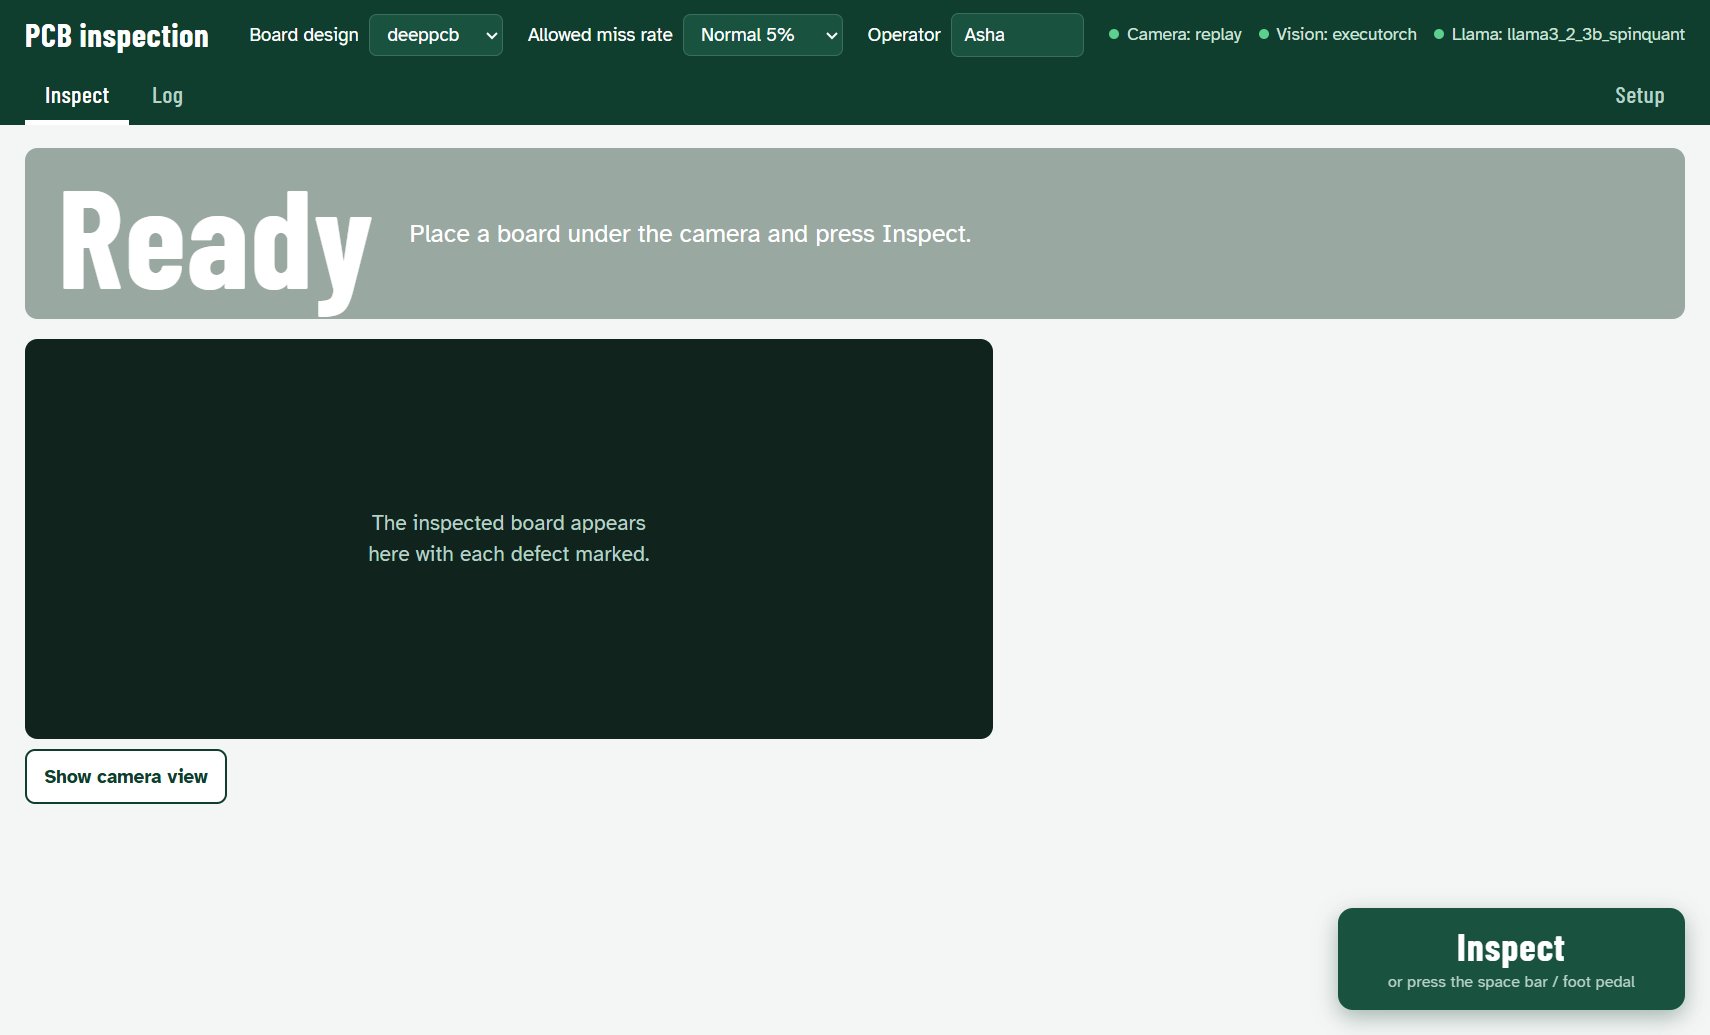 PCB inspection
Board design
deeppcb
Allowed miss rate
Normal 5%
Operator
Asha
Camera: replay
Vision: executorch
Llama: llama3_2_3b_spinquant
Inspect
Log
Setup
Ready
Place a board under the camera and press Inspect.
The inspected board appears
here with each defect marked.
Show camera view
Inspect
or press the space bar / foot pedal